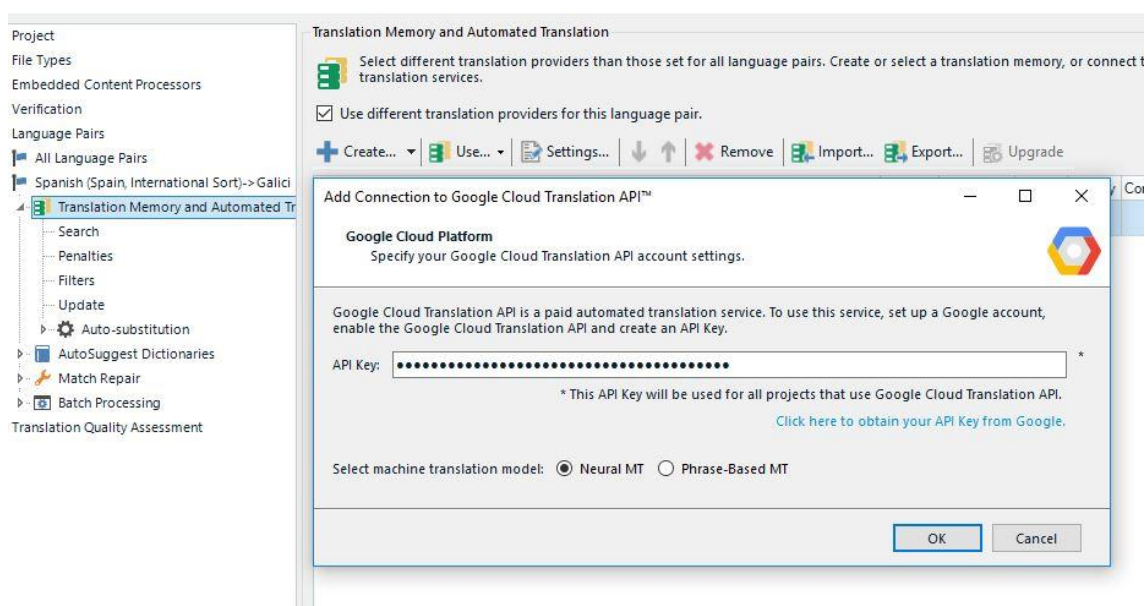 Project
File Types
Embedded Content Processors
Verification
Language Pairs
All Language Pairs
Spanish (Spain, International Sort)->Galici
Translation Memory and Automated Tr
Search
Penalties
Filters
Update
Auto-substitution
AutoSuggest Dictionaries
Match Repair
Batch Processing
Translation Quality Assessment
Translation Memory and Automated Translation
Select different translation providers than those set for all language pairs. Create or select a translation memory, or connect t
translation services.
Use different translation providers for this language pair.
Create... Use... Settings... Remove Import... Export... Upgrade
y Cor
Add Connection to Google Cloud Translation API™
Google Cloud Platform
Specify your Google Cloud Translation API account settings.
Google Cloud Translation API is a paid automated translation service. To use this service, set up a Google account,
enable the Google Cloud Translation API and create an API Key.
API Key: *
* This API Key will be used for all projects that use Google Cloud Translation API.
Click here to obtain your API Key from Google.
Select machine translation model: Neural MT Phrase-Based MT
OK Cancel